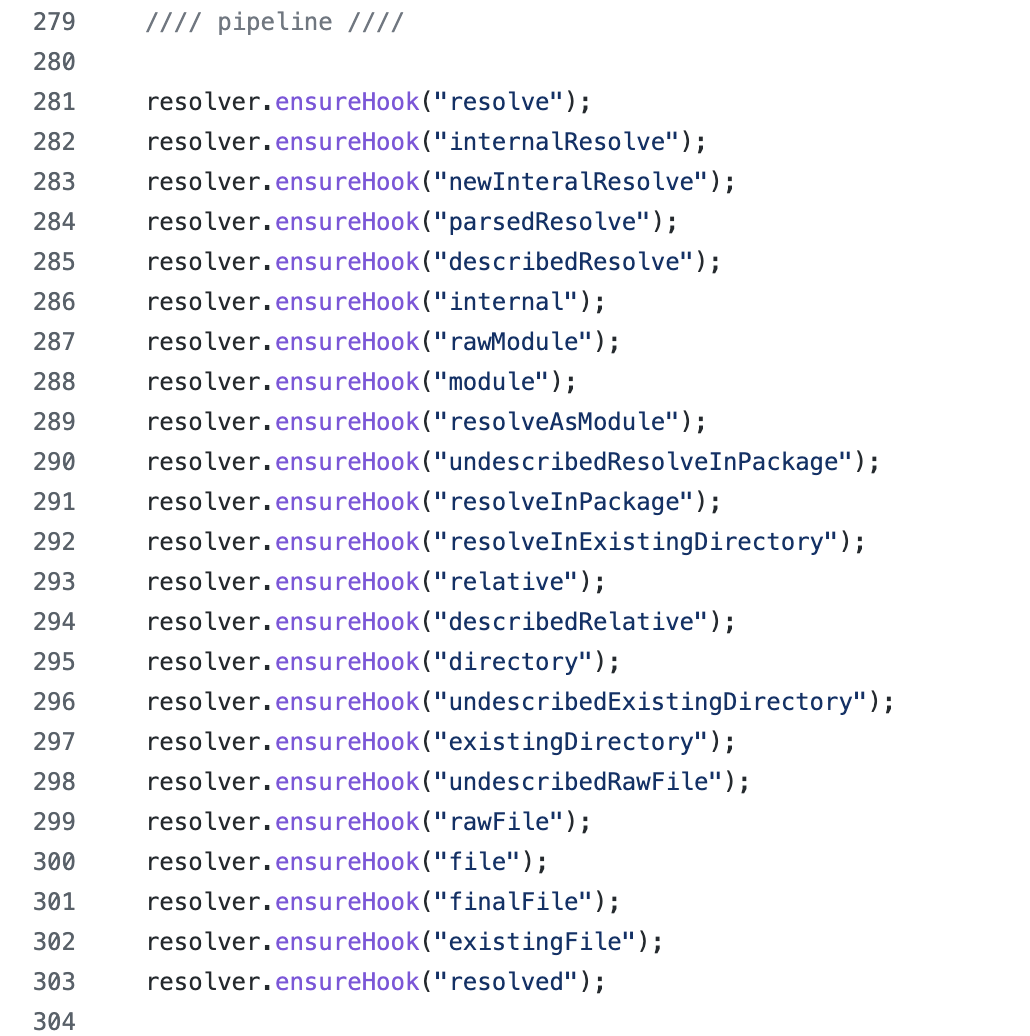 279 //// pipeline ////
280
281 resolver.ensureHook("resolve");
282 resolver.ensureHook("internalResolve");
283 resolver.ensureHook("newInteralResolve");
284 resolver.ensureHook("parsedResolve");
285 resolver.ensureHook("describedResolve");
286 resolver.ensureHook("internal");
287 resolver.ensureHook("rawModule");
288 resolver.ensureHook("module");
289 resolver.ensureHook("resolveAsModule");
290 resolver.ensureHook("undescribedResolveInPackage");
291 resolver.ensureHook("resolveInPackage");
292 resolver.ensureHook("resolveInExistingDirectory");
293 resolver.ensureHook("relative");
294 resolver.ensureHook("describedRelative");
295 resolver.ensureHook("directory");
296 resolver.ensureHook("undescribedExistingDirectory");
297 resolver.ensureHook("existingDirectory");
298 resolver.ensureHook("undescribedRawFile");
299 resolver.ensureHook("rawFile");
300 resolver.ensureHook("file");
301 resolver.ensureHook("finalFile");
302 resolver.ensureHook("existingFile");
303 resolver.ensureHook("resolved");
304